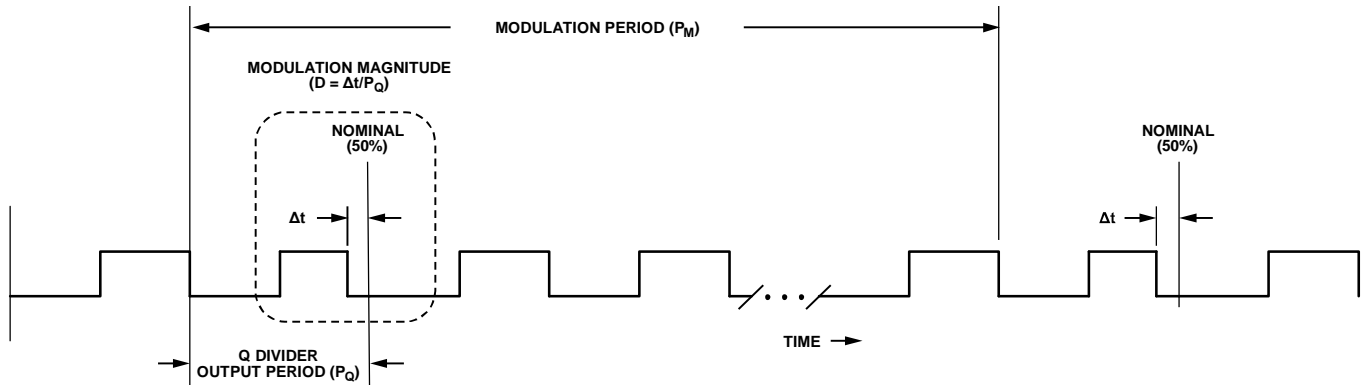 MODULATION PERIOD (PM)
MODULATION MAGNITUDE
(D = Δt/PQ)
NOMINAL
(50%)
NOMINAL
(50%)
Δt
Δt
TIME
Q DIVIDER
OUTPUT PERIOD (PQ)